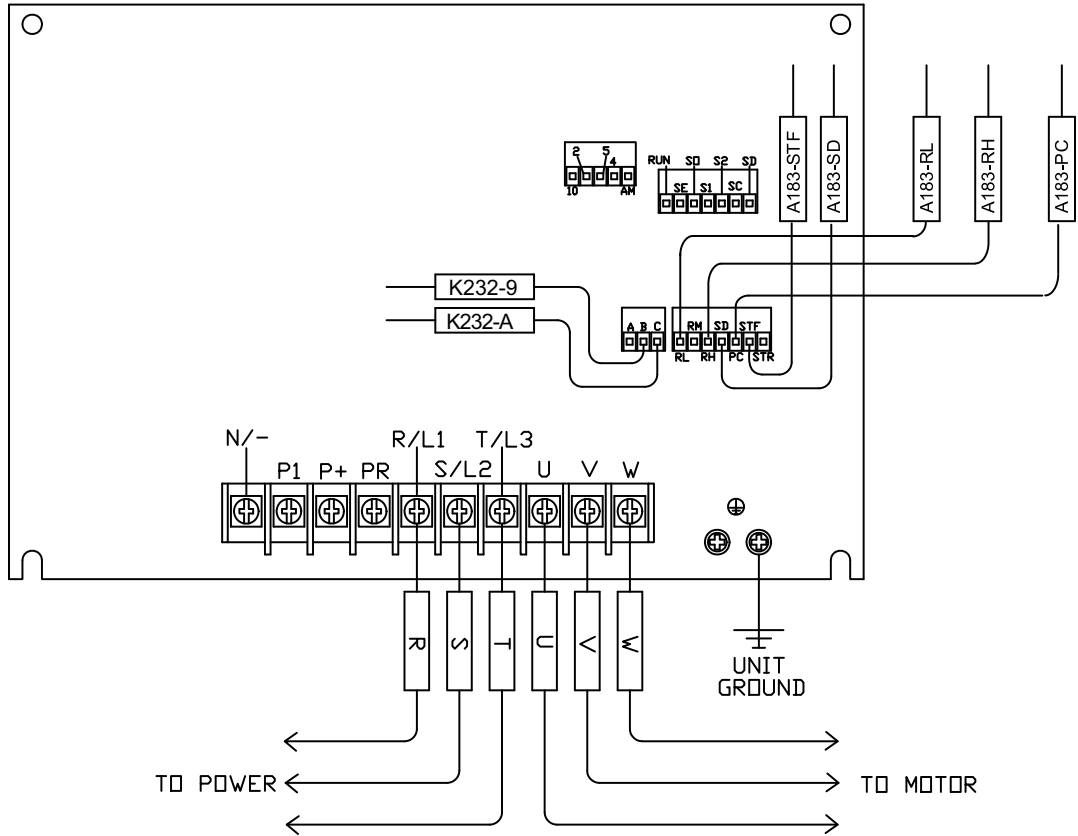 A183-STF
A183-SD
A183-RL
A183-RH
A183-PC
2 5
4
10 AM
RUN SO S2 SD
SE S1 SC
K232-9
K232-A
A B C
RM SD STF
RL RH PC STR
N/- R/L1 T/L3
P1 P+ PR S/L2 U V W
R S T U V W
UNIT
GROUND
TO POWER
TO MOTOR